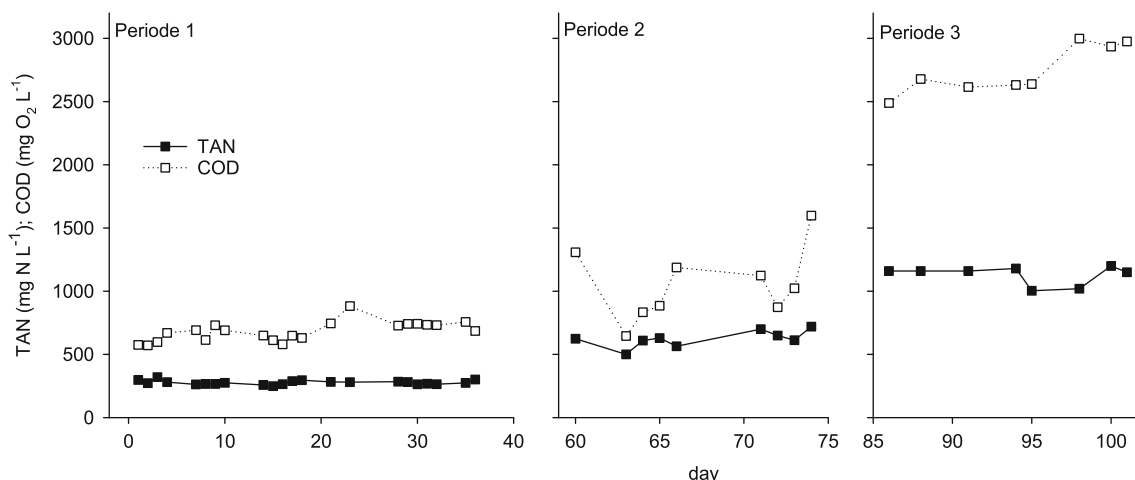 Periode 1
Periode 2
Periode 3
TAN (mg N L⁻¹); COD (mg O₂ L⁻¹)
3000
2500
2000
1500
1000
500
0
TAN
COD
0 10 20 30 40
60 65 70 75
85 90 95 100
day